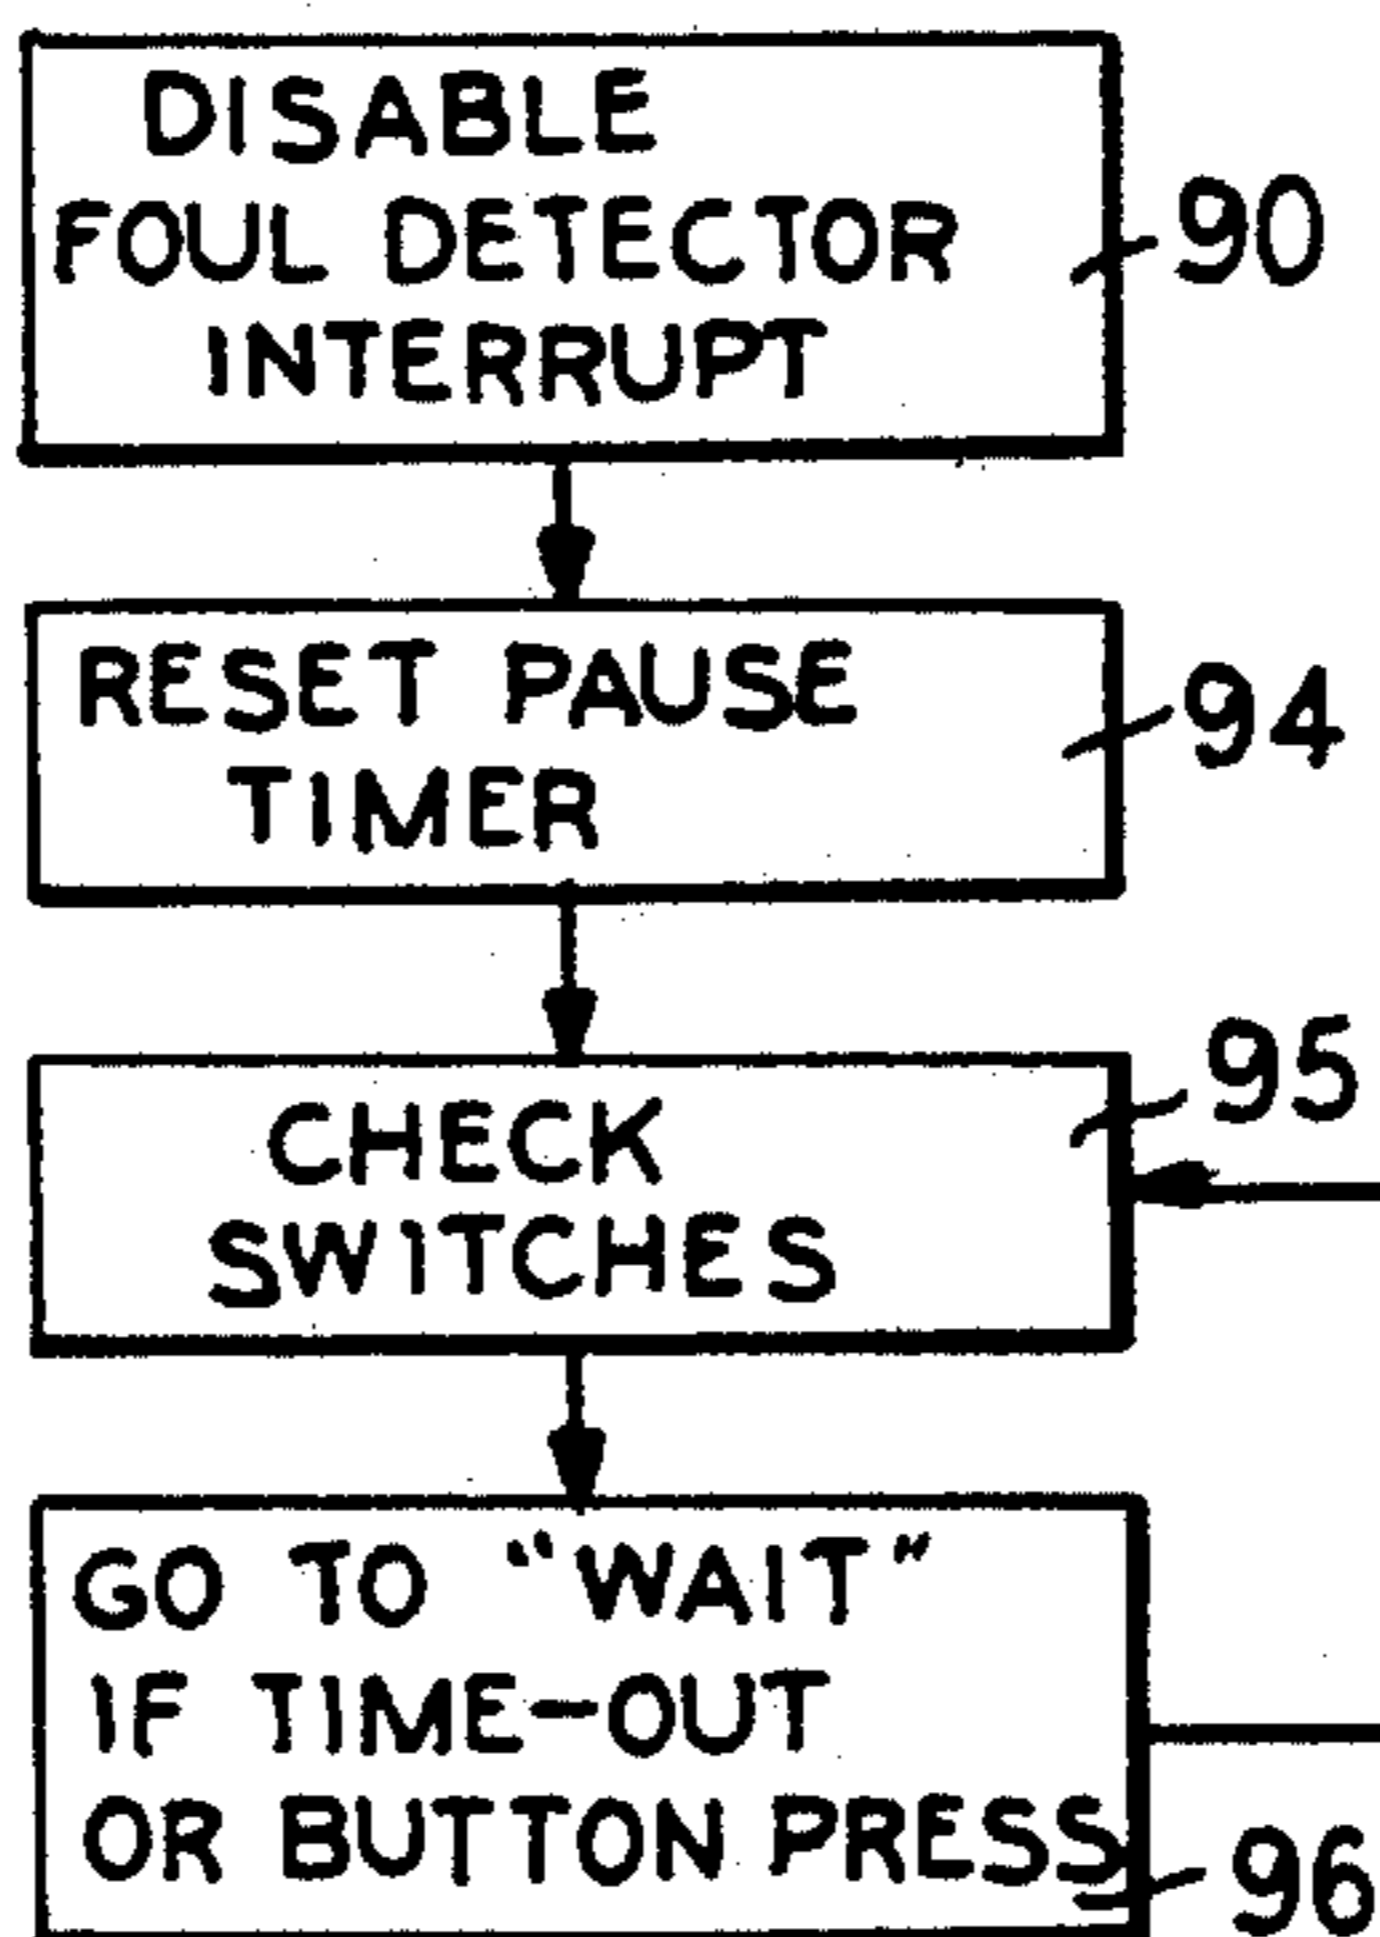 DISABLE
FOUL DETECTOR
INTERRUPT
90
RESET PAUSE
TIMER
94
CHECK
SWITCHES
95
GO TO "WAIT"
IF TIME-OUT
OR BUTTON PRESS
96